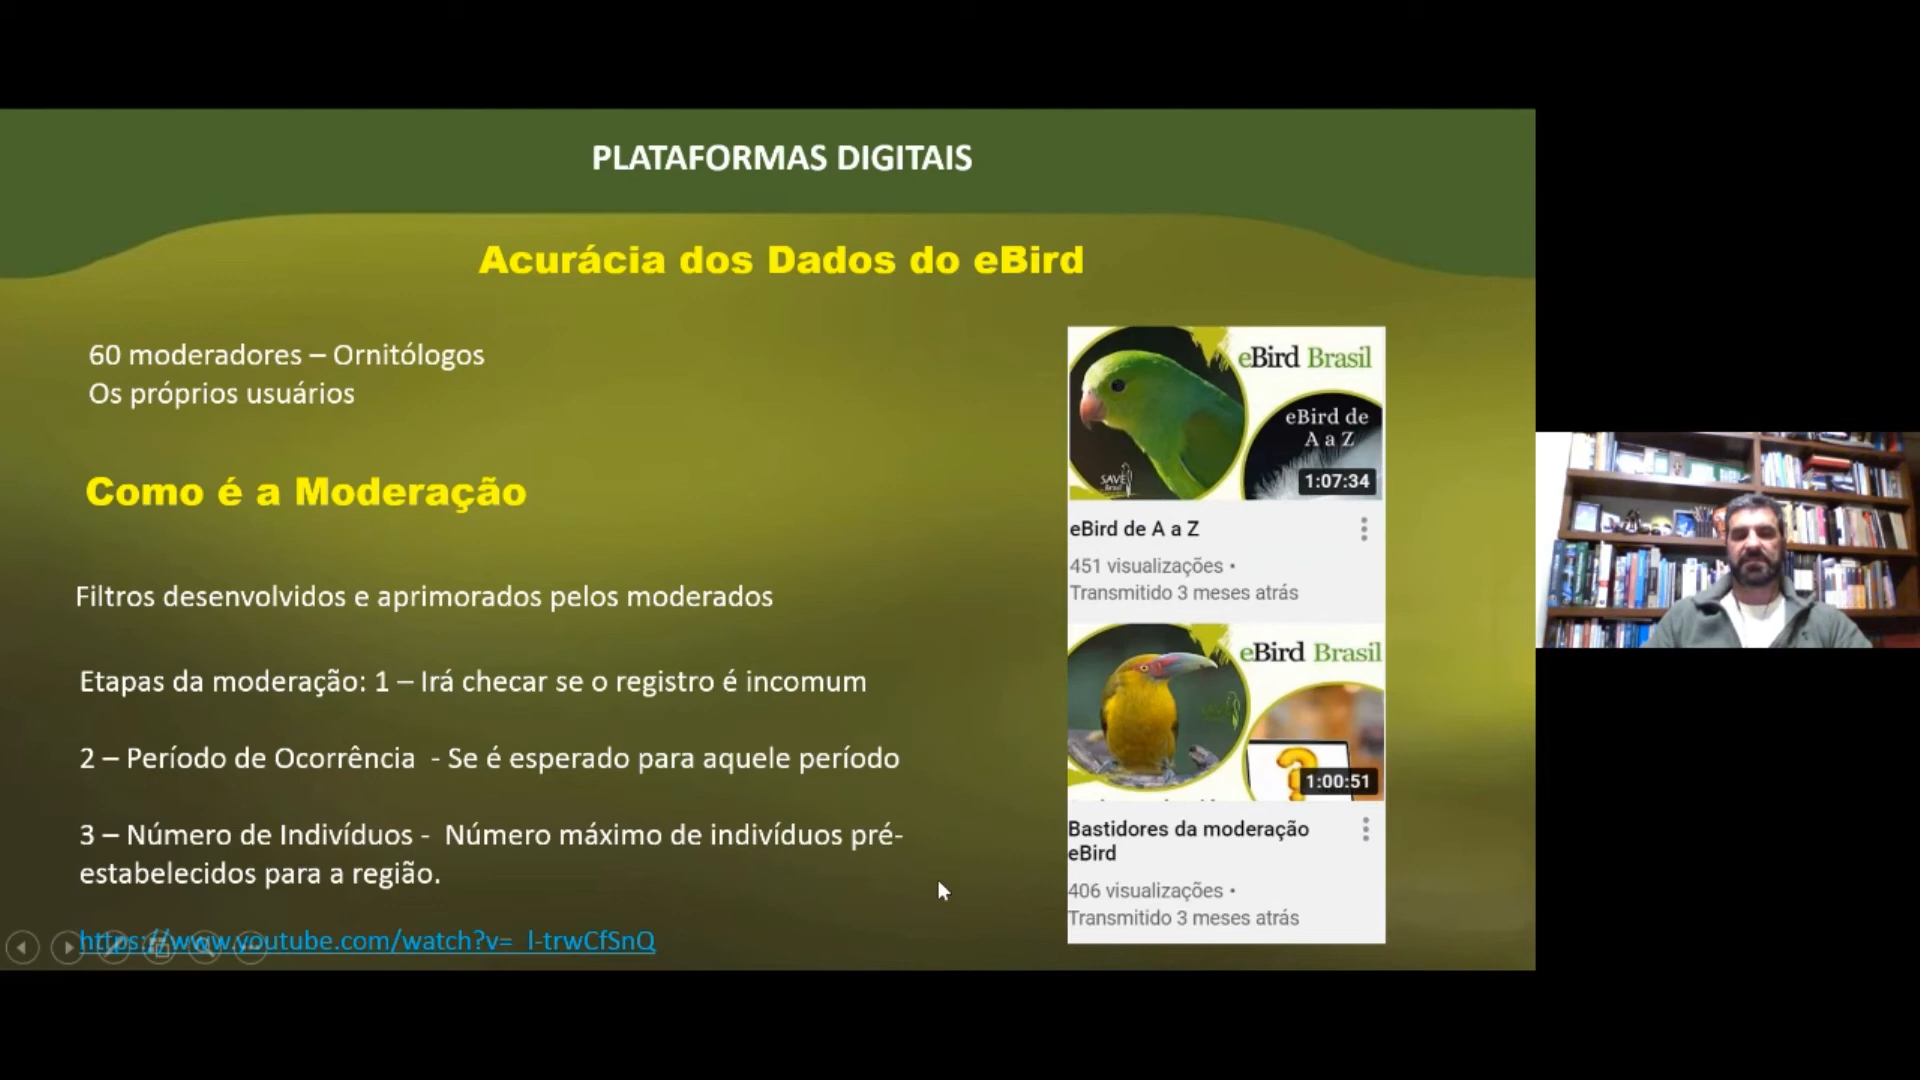 PLATAFORMAS DIGITAIS
Acurácia dos Dados do eBird
60 moderadores – Ornitólogos
Os próprios usuários
Como é a Moderação
Filtros desenvolvidos e aprimorados pelos moderados
Etapas da moderação: 1 – Irá checar se o registro é incomum
2 – Período de Ocorrência - Se é esperado para aquele período
3 – Número de Indivíduos - Número máximo de indivíduos pré-
estabelecidos para a região.
https://www.youtube.com/watch?v=_l-trwCfSnQ
eBird Brasil
eBird de
A a Z
SAVE
Brasil
1:07:34
eBird de A a Z
451 visualizações •
Transmitido 3 meses atrás
eBird Brasil
SAVE
1:00:51
Bastidores da moderação
eBird
406 visualizações •
Transmitido 3 meses atrás